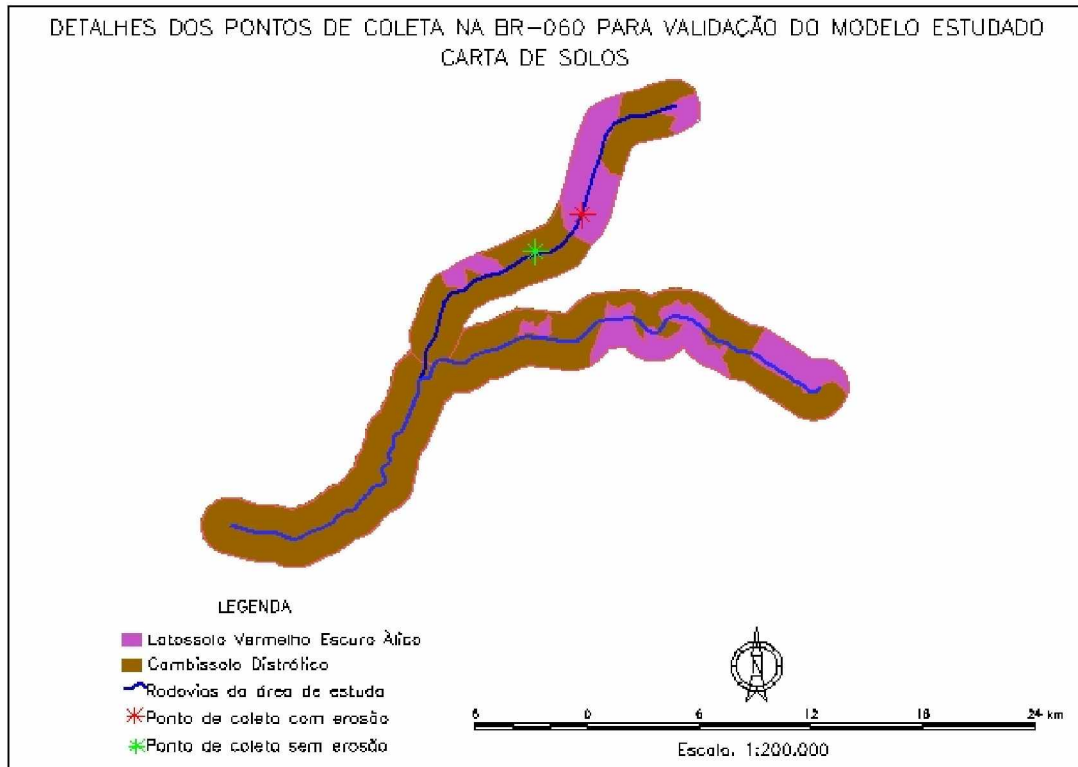 DETALHES DOS PONTOS DE COLETA NA BR-060 PARA VALIDAÇÃO DO MODELO ESTUDADO
CARTA DE SOLOS
LEGENDA
Latossolo Vermelho Escuro Àlico
Cambissolo Distrótico
Rodovias da área de estudo
Ponto de coleta com erosão
Ponto de coleta sem erosão
N
6 0 6 12 18 24 km
Escala. 1:200.000